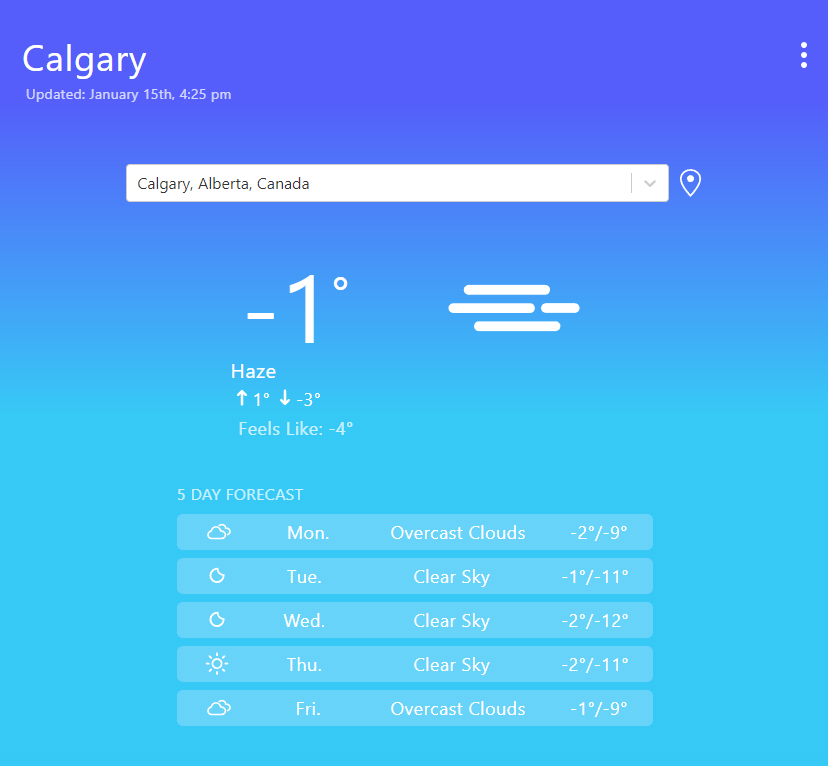 Calgary
Updated: January 15th, 4:25 pm
Calgary, Alberta, Canada
-1°
Haze
↑ 1° ↓ -3°
Feels Like: -4°
5 DAY FORECAST
Mon. Overcast Clouds -2°/-9°
Tue. Clear Sky -1°/-11°
Wed. Clear Sky -2°/-12°
Thu. Clear Sky -2°/-11°
Fri. Overcast Clouds -1°/-9°